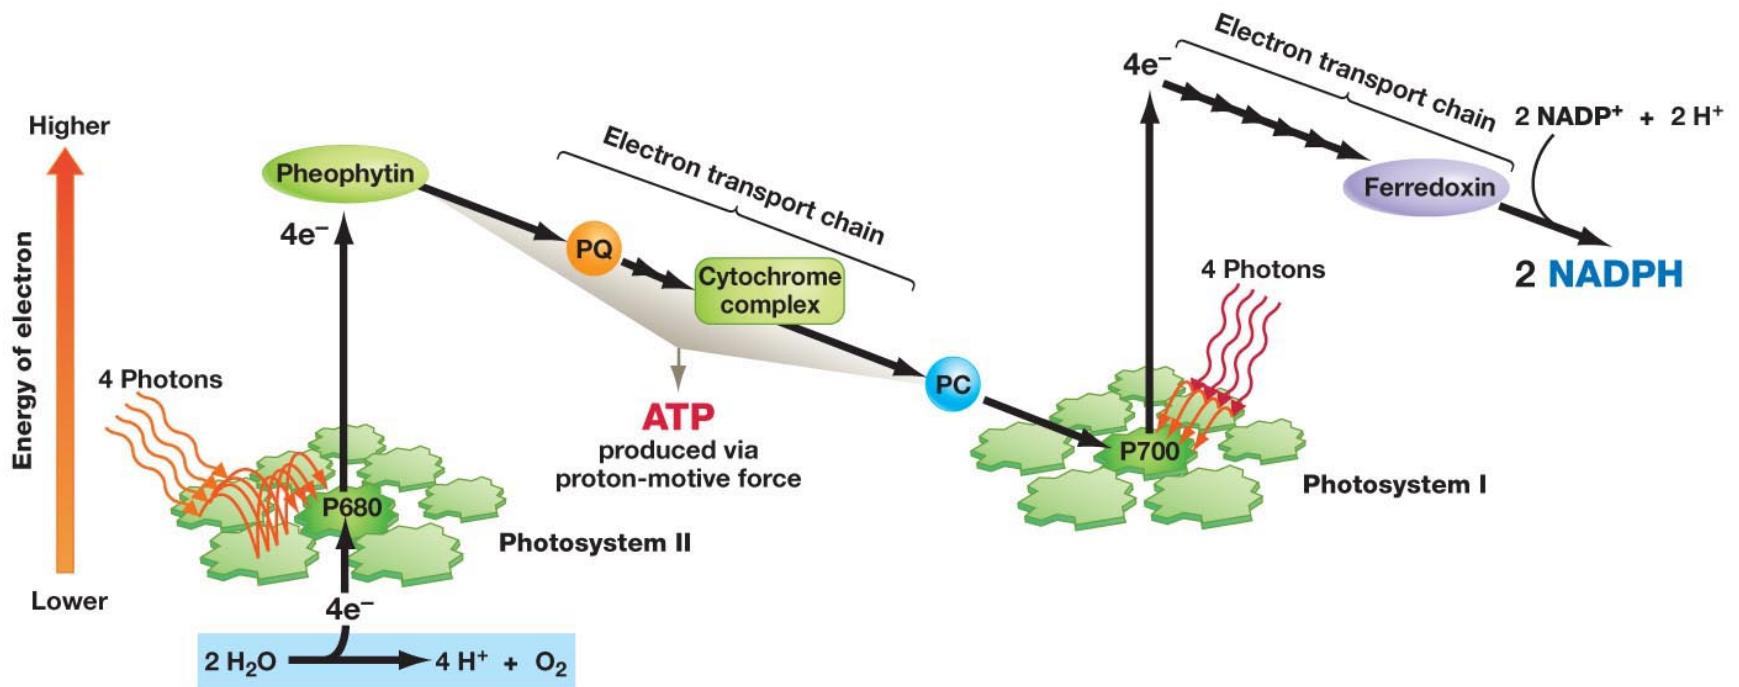 Higher
Energy of electron
Lower
4 Photons
Pheophytin
4e⁻
P680
Photosystem II
4e⁻
2 H₂O
4 H⁺ + O₂
Electron transport chain
PQ
Cytochrome
complex
PC
ATP
produced via
proton-motive force
4e⁻
Electron transport chain
2 NADP⁺ + 2 H⁺
Ferredoxin
2 NADPH
4 Photons
P700
Photosystem I